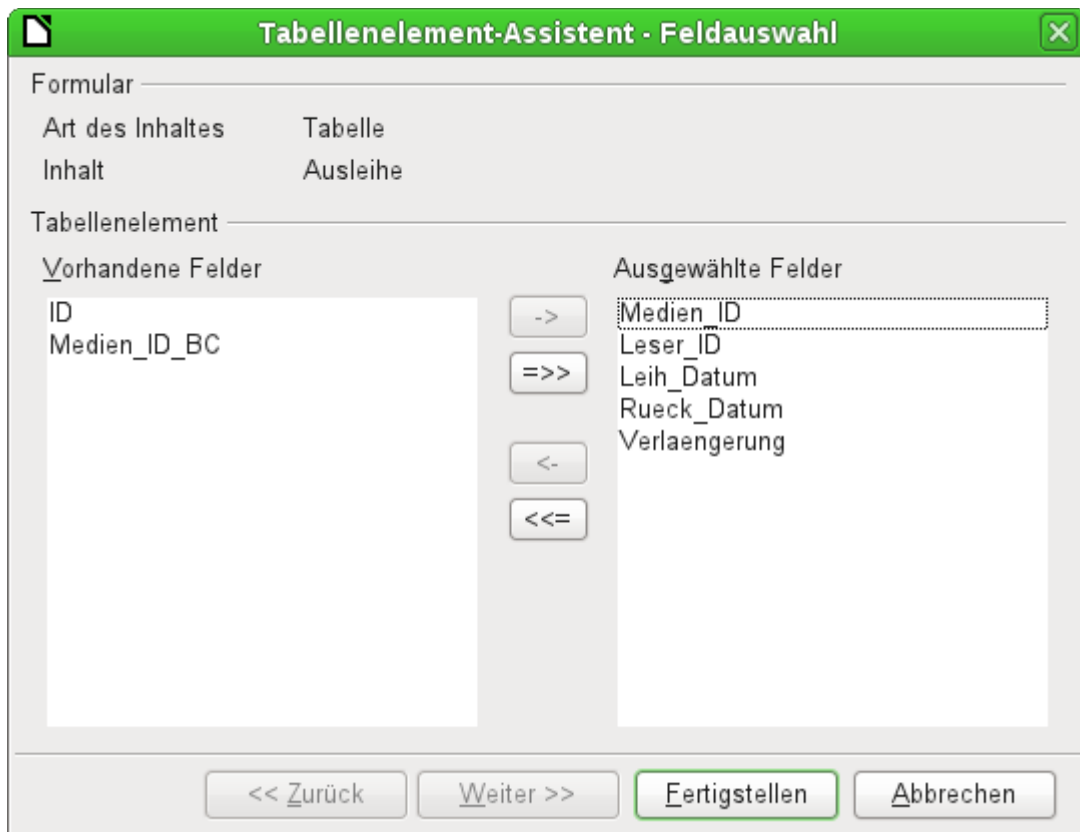 Tabellenelement-Assistent - Feldauswahl
Formular
Art des Inhaltes Tabelle
Inhalt Ausleihe
Tabellenelement
Vorhandene Felder Ausgewählte Felder
ID -> Medien_ID
Medien_ID_BC Leser_ID
=>> Leih_Datum
Rueck_Datum
Verlaengerung
<-
<<=
<< Zurück Weiter >> Fertigstellen Abbrechen